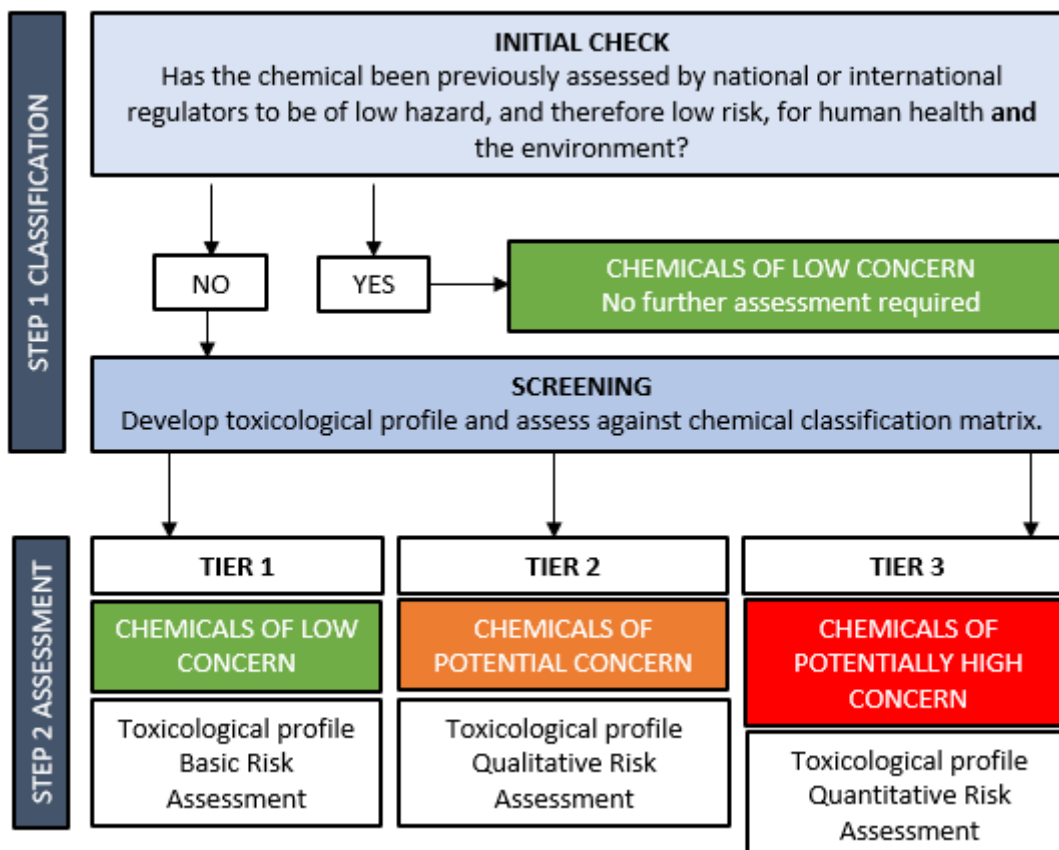 STEP 1 CLASSIFICATION
INITIAL CHECK
Has the chemical been previously assessed by national or international
regulators to be of low hazard, and therefore low risk, for human health and
the environment?
NO
YES
CHEMICALS OF LOW CONCERN
No further assessment required
SCREENING
Develop toxicological profile and assess against chemical classification matrix.
STEP 2 ASSESSMENT
TIER 1
CHEMICALS OF LOW
CONCERN
Toxicological profile
Basic Risk
Assessment
TIER 2
CHEMICALS OF
POTENTIAL CONCERN
Toxicological profile
Qualitative Risk
Assessment
TIER 3
CHEMICALS OF
POTENTIALLY HIGH
CONCERN
Toxicological profile
Quantitative Risk
Assessment